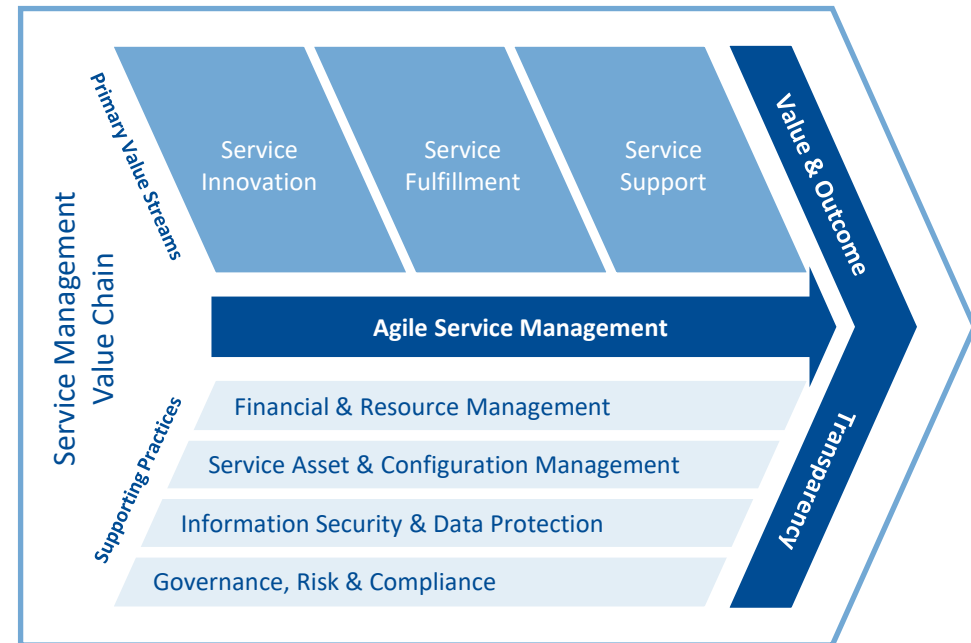 Service Management
Value Chain
Primary Value Streams
Service
Innovation
Service
Fulfillment
Service
Support
Value & Outcome
Agile Service Management
Supporting Practices
Financial & Resource Management
Service Asset & Configuration Management
Information Security & Data Protection
Governance, Risk & Compliance
Transparency